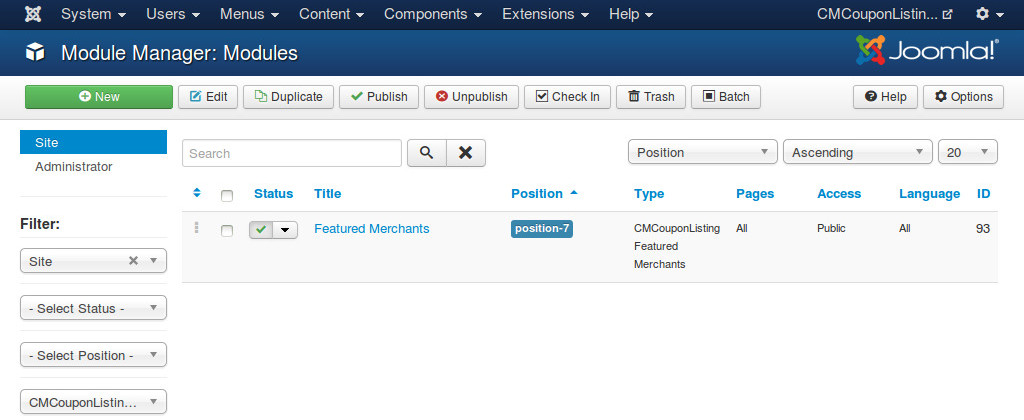 System Users Menus Content Components Extensions Help CMCouponListin...
Module Manager: Modules Joomla!®
New Edit Duplicate Publish Unpublish Check In Trash Batch Help Options
Site
Administrator
Search Position Ascending 20
Status Title Position Type Pages Access Language ID
Featured Merchants position-7 CMCouponListing All Public All 93
Featured
Merchants
Filter:
Site
- Select Status -
- Select Position -
CMCouponListin...